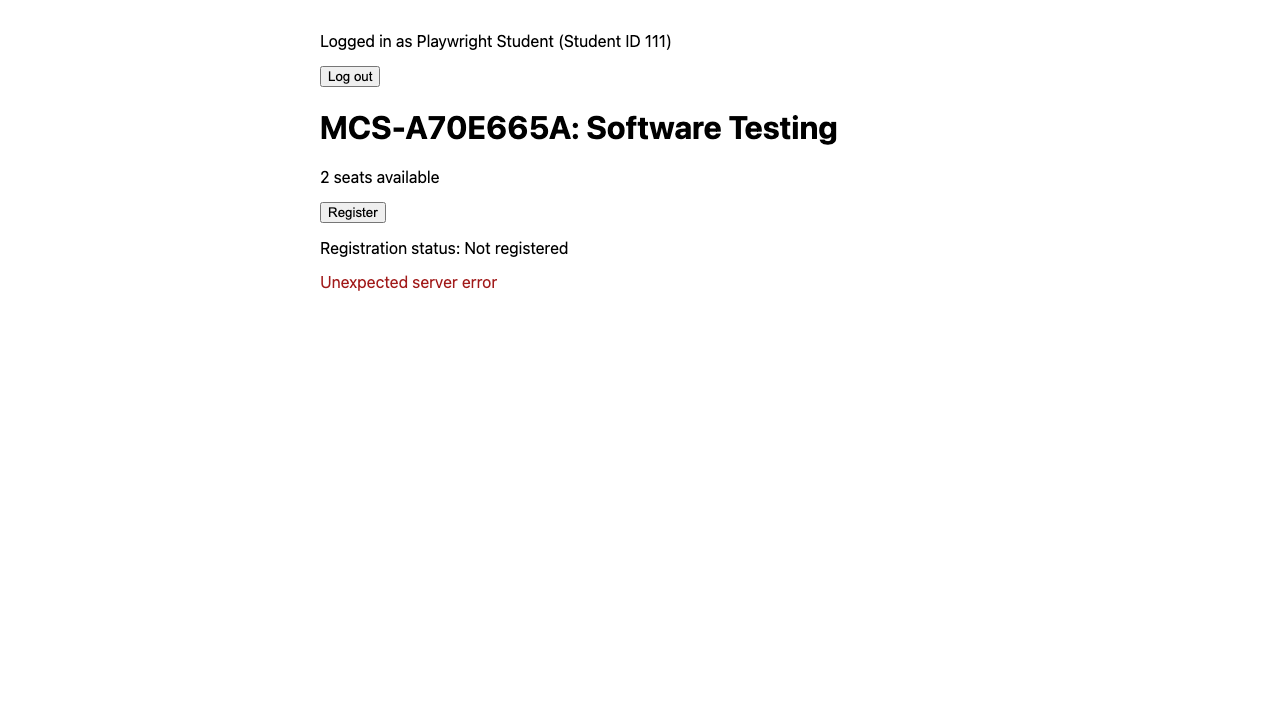 Logged in as Playwright Student (Student ID 111)
Log out
MCS-A70E665A: Software Testing
2 seats available
Register
Registration status: Not registered
Unexpected server error